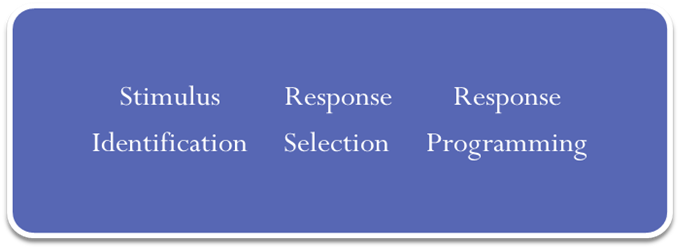 Stimulus Response Response
Identification Selection Programming